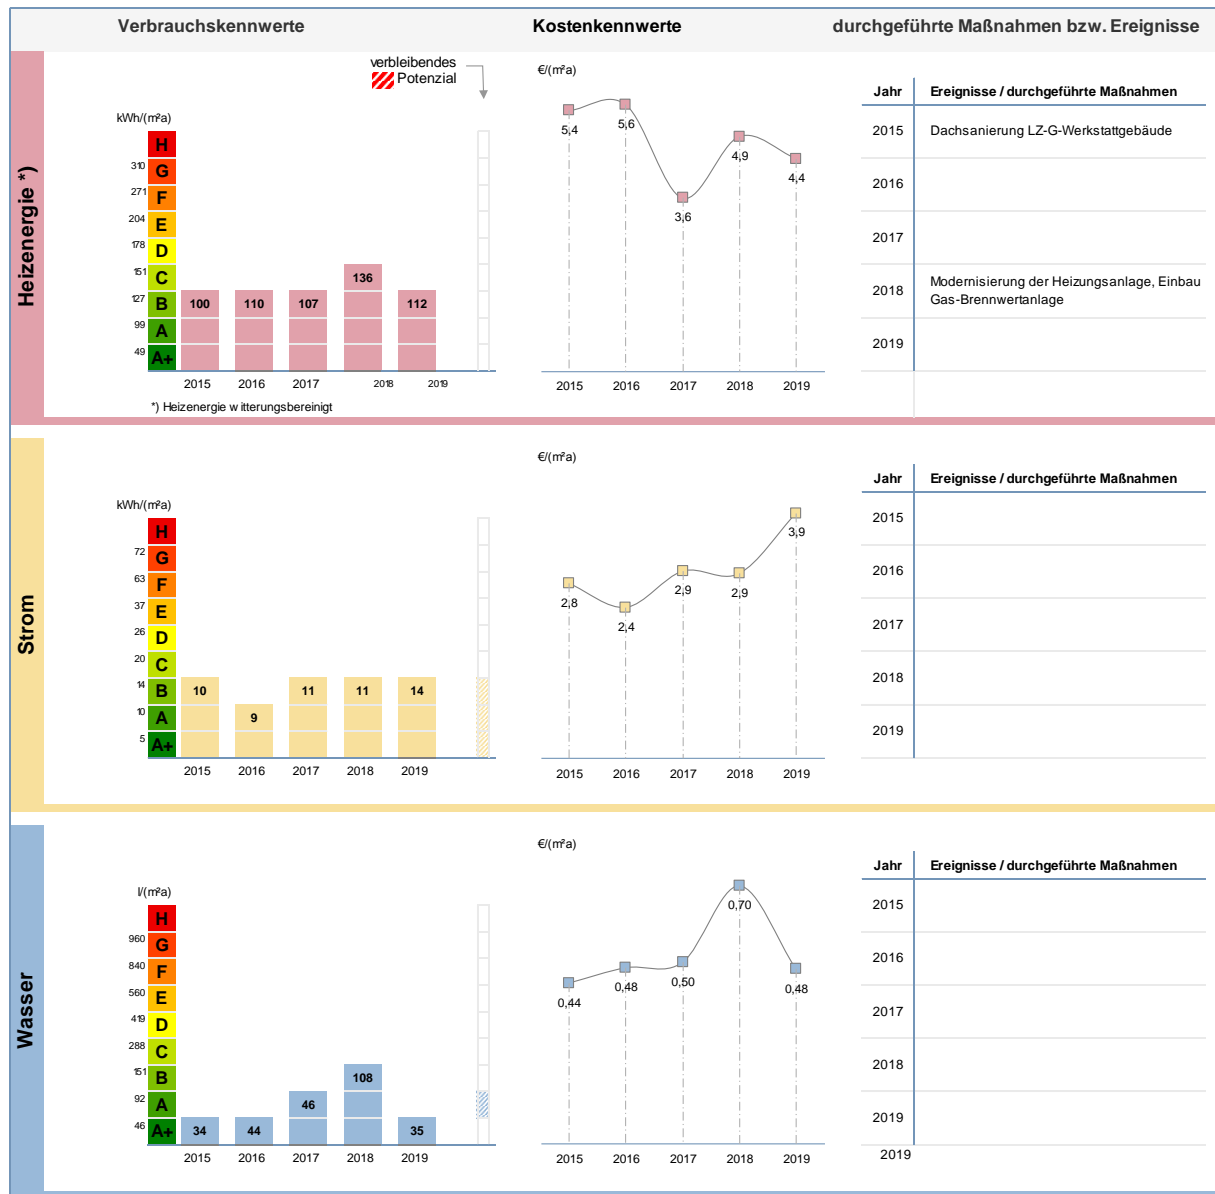 Verbrauchskennwerte
Kostenkennwerte
durchgeführte Maßnahmen bzw. Ereignisse
Heizenergie *)
verbleibendes
Potenzial
kWh/(m²a)
H
310
G
271
F
204
E
178
D
151
C
127
B
99
A
49
A+
100
110
107
136
112
2015
2016
2017
2018
2019
*) Heizenergie witterungsbereinigt
€/(m²a)
5,4
5,6
3,6
4,9
4,4
2015
2016
2017
2018
2019
Jahr Ereignisse / durchgeführte Maßnahmen
2015 Dachsanierung LZ-G-Werkstattgebäude
2016
2017
2018 Modernisierung der Heizungsanlage, Einbau
Gas-Brennwertanlage
2019
Strom
kWh/(m²a)
H
72
G
63
F
37
E
26
D
20
C
14
B
10
A
5
A+
10
9
11
11
14
2015
2016
2017
2018
2019
€/(m²a)
2,8
2,4
2,9
2,9
3,9
2015
2016
2017
2018
2019
Jahr Ereignisse / durchgeführte Maßnahmen
2015
2016
2017
2018
2019
Wasser
l/(m²a)
H
960
G
840
F
560
E
419
D
288
C
151
B
92
A
46
A+
34
44
46
108
35
2015
2016
2017
2018
2019
€/(m²a)
0,44
0,48
0,50
0,70
0,48
2015
2016
2017
2018
2019
Jahr Ereignisse / durchgeführte Maßnahmen
2015
2016
2017
2018
2019
2019